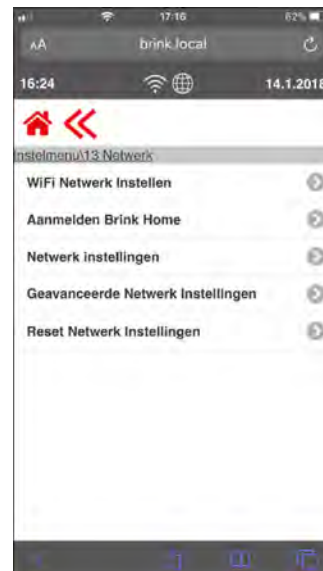 17:16
62%
AA
brink.local
16:24
14.1.2018
Instelmenu\13 Netwerk
WiFi Netwerk Instellen
Aanmelden Brink Home
Netwerk instellingen
Geavanceerde Netwerk Instellingen
Reset Netwerk Instellingen